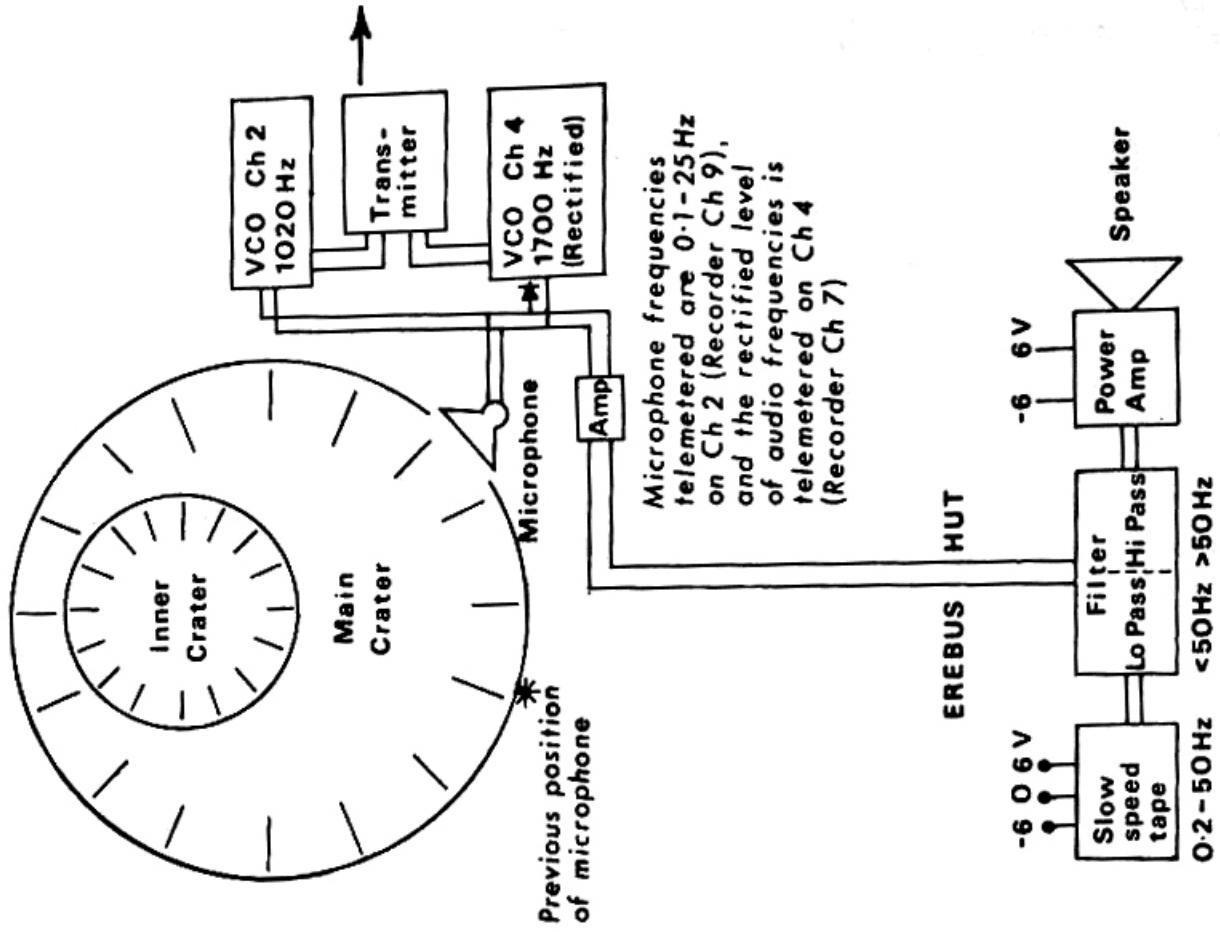 VCO Ch 2
1020 Hz
Trans-
mitter
VCO Ch 4
1700 Hz
(Rectified)
Inner
Crater
Main
Crater
Microphone
Previous position
of microphone
Amp
Microphone frequencies
telemetered are 0·1-25Hz
on Ch 2 (Recorder Ch 9),
and the rectified level
of audio frequencies is
telemetered on Ch 4
(Recorder Ch 7)
EREBUS HUT
-6 0 6 V
Slow
speed
tape
0·2-50Hz
Filter
Lo Pass Hi Pass
<50Hz >50Hz
-6 6V
Power
Amp
Speaker